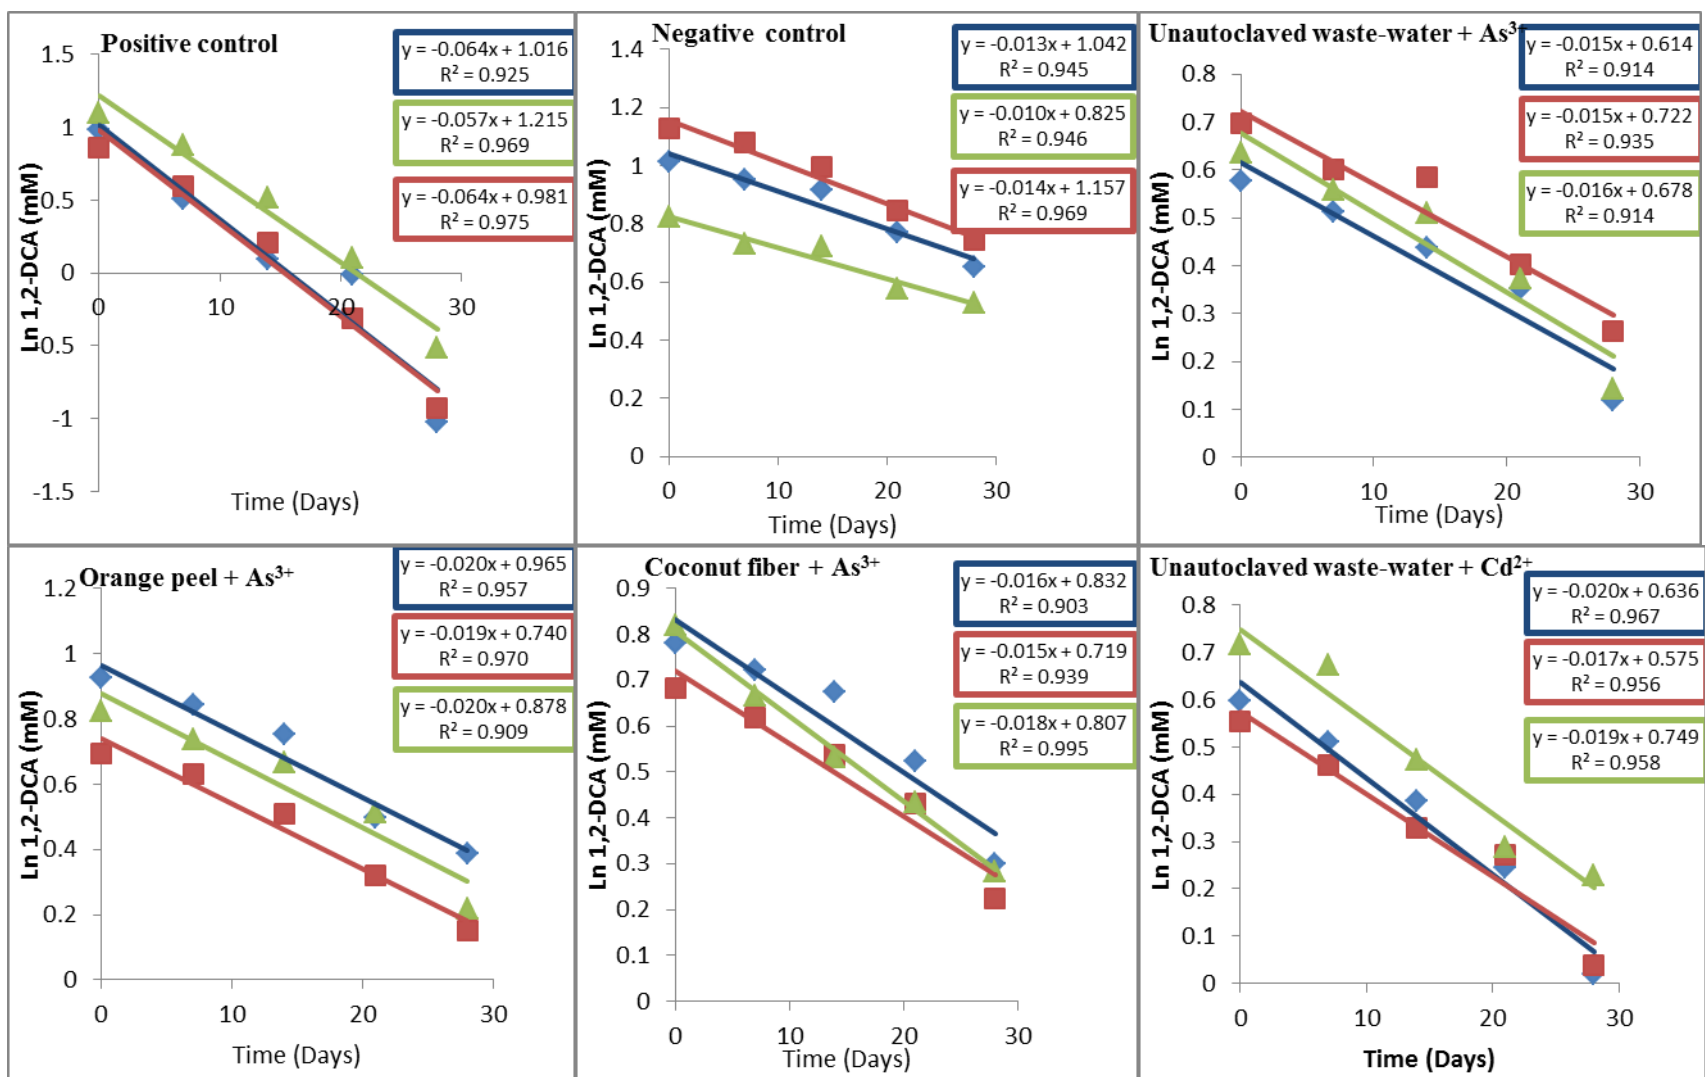 Positive control
y = -0.064x + 1.016
R² = 0.925
y = -0.057x + 1.215
R² = 0.969
y = -0.064x + 0.981
R² = 0.975
Ln 1,2-DCA (mM)
1.5
1
0.5
0
-0.5
-1
-1.5
0
10
20
30
Time (Days)
Negative control
y = -0.013x + 1.042
R² = 0.945
y = -0.010x + 0.825
R² = 0.946
y = -0.014x + 1.157
R² = 0.969
Ln 1,2-DCA (mM)
1.4
1.2
1
0.8
0.6
0.4
0.2
0
0
10
20
30
Time (Days)
Unautoclaved waste-water + As³⁺
y = -0.015x + 0.614
R² = 0.914
y = -0.015x + 0.722
R² = 0.935
y = -0.016x + 0.678
R² = 0.914
Ln 1,2-DCA (mM)
0.8
0.7
0.6
0.5
0.4
0.3
0.2
0.1
0
0
10
20
30
Time (Days)
Orange peel + As³⁺
y = -0.020x + 0.965
R² = 0.957
y = -0.019x + 0.740
R² = 0.970
y = -0.020x + 0.878
R² = 0.909
Ln 1,2-DCA (mM)
1.2
1
0.8
0.6
0.4
0.2
0
0
10
20
30
Time (Days)
Coconut fiber + As³⁺
y = -0.016x + 0.832
R² = 0.903
y = -0.015x + 0.719
R² = 0.939
y = -0.018x + 0.807
R² = 0.995
Ln 1,2-DCA (mM)
0.9
0.8
0.7
0.6
0.5
0.4
0.3
0.2
0.1
0
0
10
20
30
Time (Days)
Unautoclaved waste-water + Cd²⁺
y = -0.020x + 0.636
R² = 0.967
y = -0.017x + 0.575
R² = 0.956
y = -0.019x + 0.749
R² = 0.958
Ln 1,2-DCA (mM)
0.8
0.7
0.6
0.5
0.4
0.3
0.2
0.1
0
0
10
20
30
Time (Days)